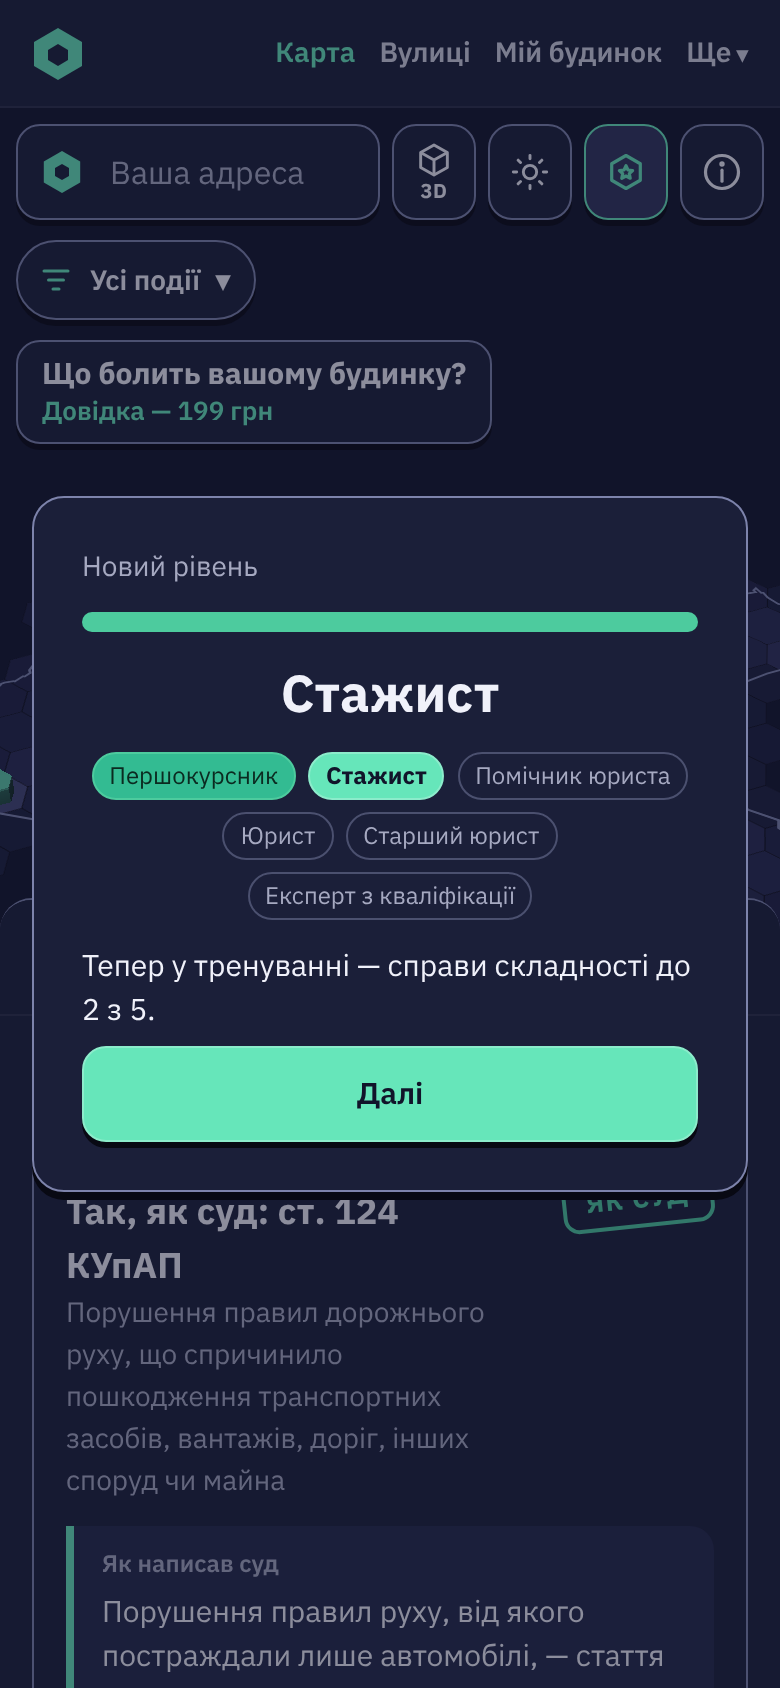 Карта Вулиці Мій будинок Ще ▾
Ваша адреса
3D
Усі події ▼
Що болить вашому будинку?
Довідка — 199 грн
Новий рівень
Стажист
Першокурсник Стажист Помічник юриста
Юрист Старший юрист
Експерт з кваліфікації
Тепер у тренуванні — справи складності до
2 з 5.
Далі
Так, як суд: ст. 124
КУпАП
ЯК СУД
Порушення правил дорожнього
руху, що спричинило
пошкодження транспортних
засобів, вантажів, доріг, інших
споруд чи майна
Як написав суд
Порушення правил руху, від якого
постраждали лише автомобілі, — стаття